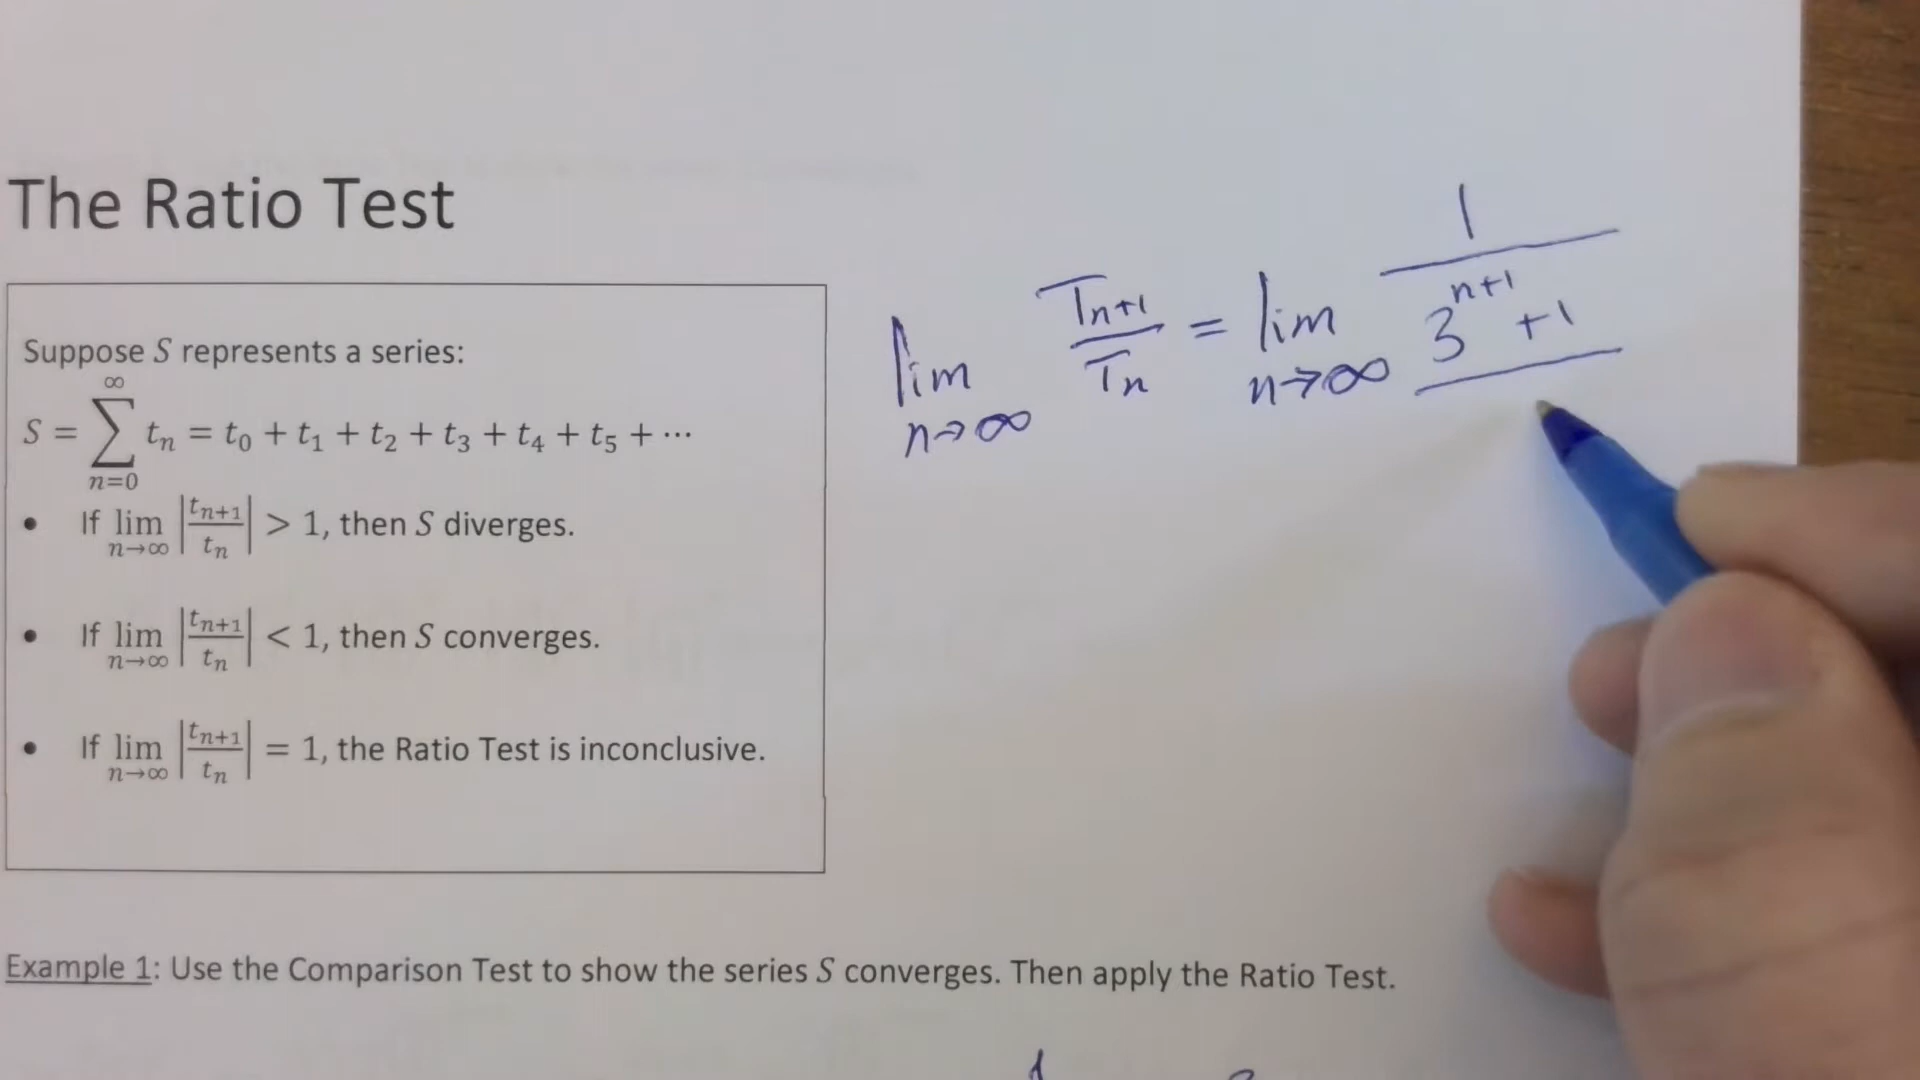 The Ratio Test
Suppose S represents a series:
S = ∑_{n=0}^{∞} t_n = t_0 + t_1 + t_2 + t_3 + t_4 + t_5 + ⋯
• If lim_{n→∞} |t_{n+1}/t_n| > 1, then S diverges.
• If lim_{n→∞} |t_{n+1}/t_n| < 1, then S converges.
• If lim_{n→∞} |t_{n+1}/t_n| = 1, the Ratio Test is inconclusive.
lim_{n→∞} T_{n+1}/T_n = lim_{n→∞} 1/(3^{n+1} + 1)
Example 1: Use the Comparison Test to show the series S converges. Then apply the Ratio Test.